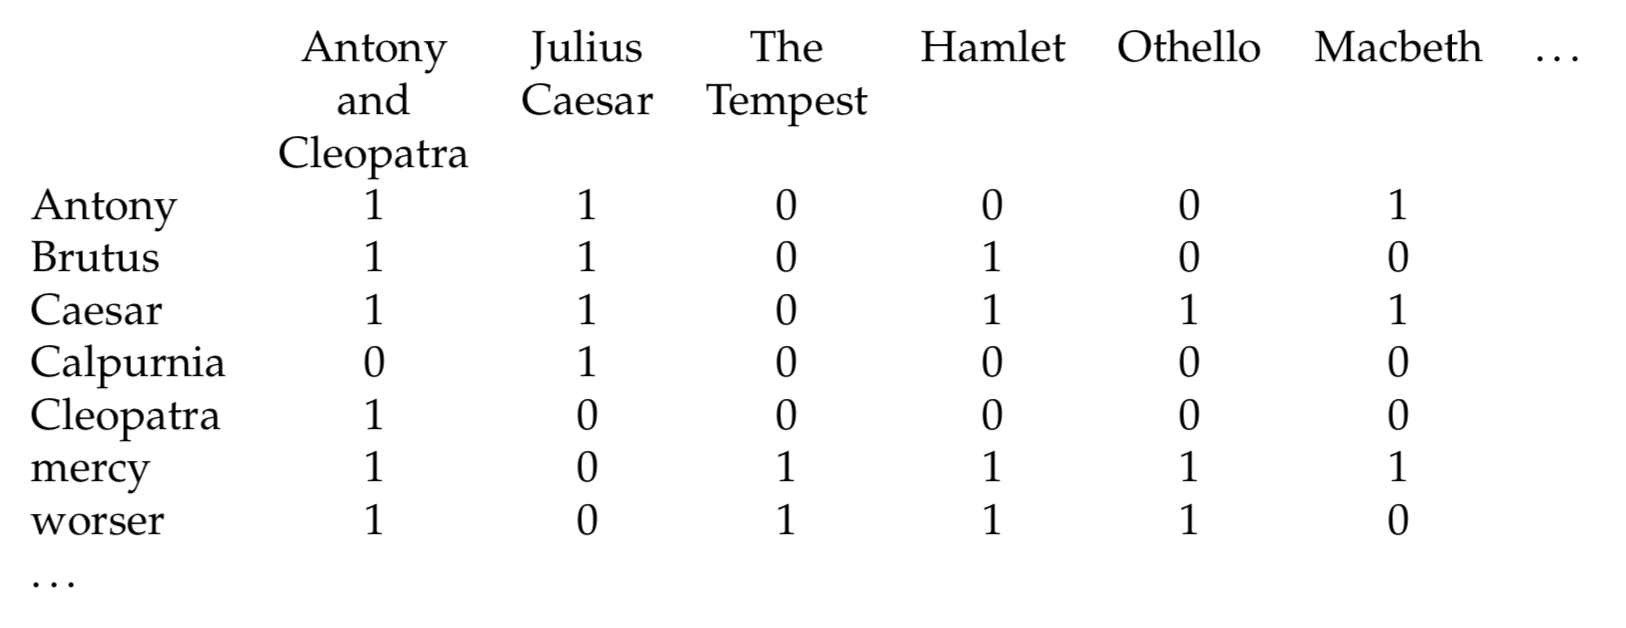 Antony Julius The Hamlet Othello Macbeth ...
and Caesar Tempest
Cleopatra
Antony 1 1 0 0 0 1
Brutus 1 1 0 1 0 0
Caesar 1 1 0 1 1 1
Calpurnia 0 1 0 0 0 0
Cleopatra 1 0 0 0 0 0
mercy 1 0 1 1 1 1
worser 1 0 1 1 1 0
...